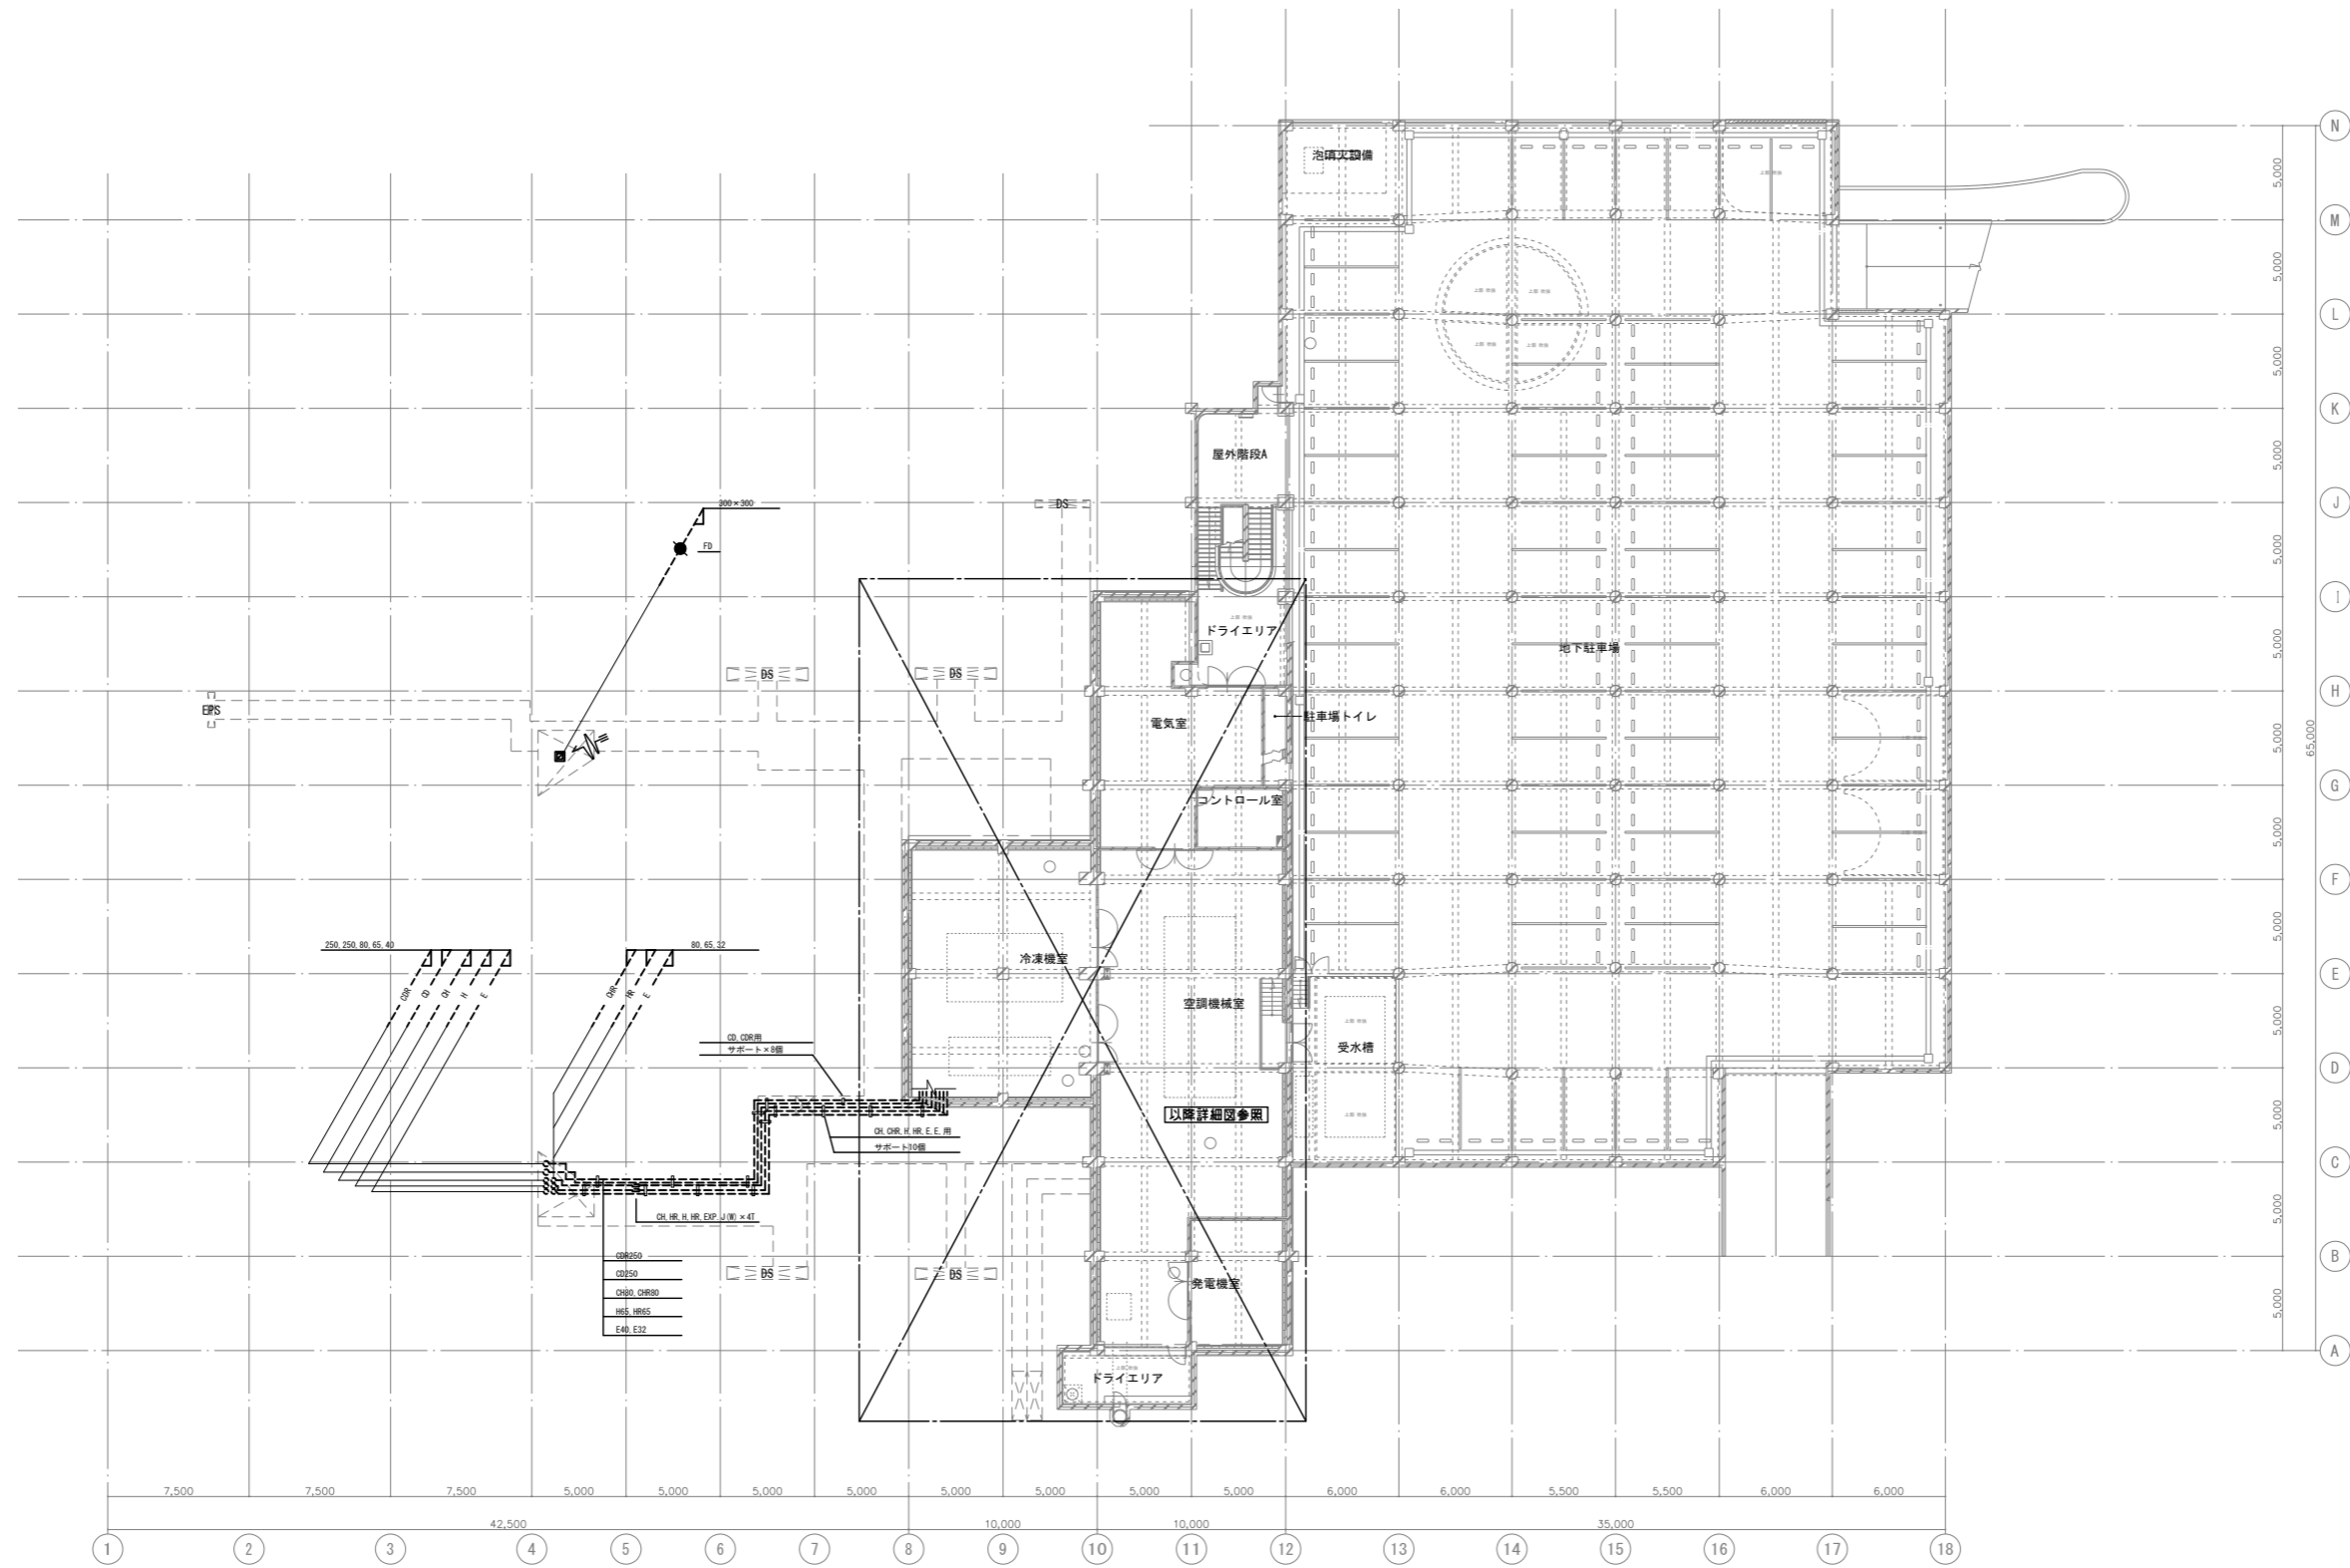 N
泡消火設備
5,000
M
5,000
L
5,000
K
屋外階段A
5,000
300×300
DS
J
FD
5,000
I
ドライエリア
地下駐車場
5,000
DS
DS
H
EPS
電気室
駐車場トイレ
5,000
65,000
G
コントロール室
5,000
F
250,250,80,65,40
80,65,32
5,000
冷凍機室
E
CDR
CD
CH
H
E
CHR
HR
E
空調機械室
5,000
CD,CDR用
サポート×8個
受水槽
D
以降詳細図参照
5,000
CH,CHR,H,HR,E,E,用
サポート10個
C
CH,HR,H,HR,EXP.J(W)×4T
5,000
CDR250
B
CD250
DS
DS
発電機室
CH80,CHR80
5,000
H65,HR65
E40,E32
A
ドライエリア
7,500
7,500
7,500
5,000
5,000
5,000
5,000
5,000
5,000
5,000
5,000
6,000
6,000
5,500
5,500
6,000
6,000
42,500
10,000
10,000
35,000
1
2
3
4
5
6
7
8
9
10
11
12
13
14
15
16
17
18